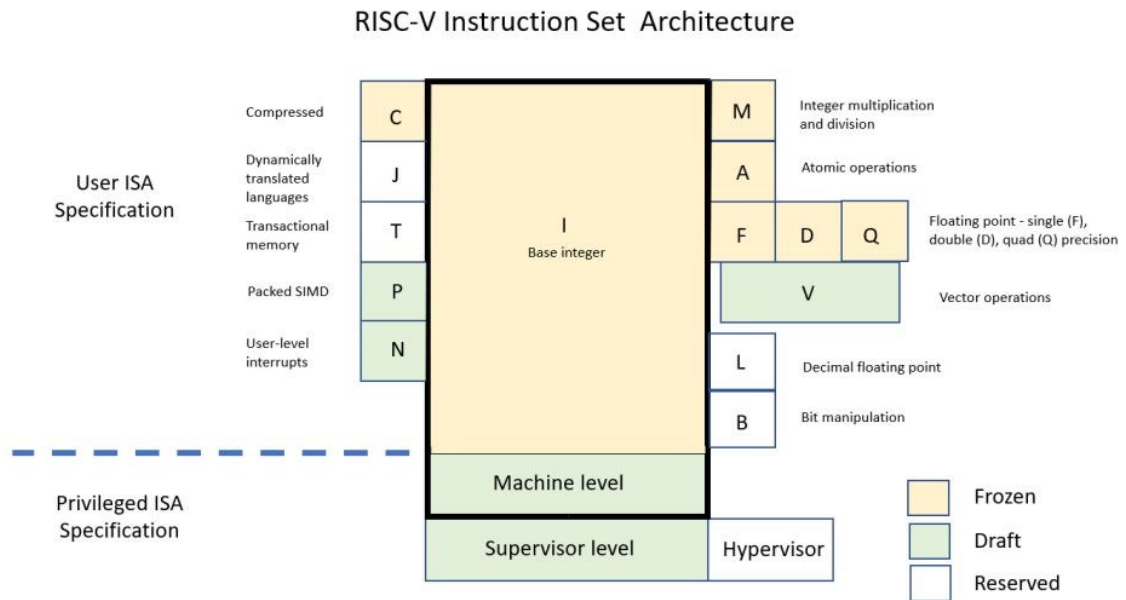 RISC-V Instruction Set Architecture
Compressed
C
M
Integer multiplication
and division
User ISA
Specification
Dynamically
translated
languages
J
A
Atomic operations
Transactional
memory
T
I
Base integer
F
D
Q
Floating point - single (F),
double (D), quad (Q) precision
Packed SIMD
P
V
Vector operations
User-level
interrupts
N
L
Decimal floating point
B
Bit manipulation
Privileged ISA
Specification
Machine level
Supervisor level
Hypervisor
Frozen
Draft
Reserved